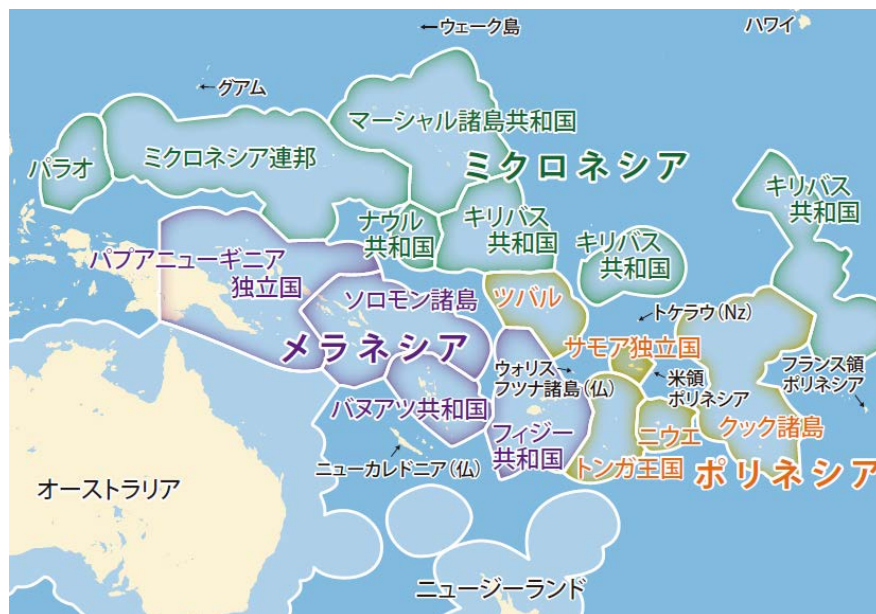 ウェーク島
ハワイ
グアム
マーシャル諸島共和国
ミクロネシア連邦
パラオ
ミクロネシア
キリバス
共和国
ナウル
共和国
キリバス
共和国
キリバス
共和国
パプアニューギニア
独立国
ソロモン諸島
ツバル
トケラウ(Nz)
メラネシア
サモア独立国
ウォリス
フツナ諸島(仏)
米領
ポリネシア
フランス領
ポリネシア
バヌアツ共和国
フィジー
共和国
ニウエ
クック諸島
トンガ王国
ポリネシア
ニューカレドニア(仏)
オーストラリア
ニュージーランド